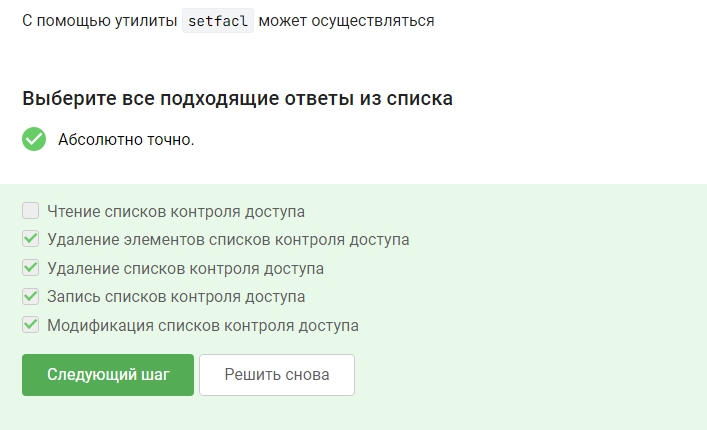 С помощью утилиты setfacl может осуществляться
Выберите все подходящие ответы из списка
Абсолютно точно.
Чтение списков контроля доступа
Удаление элементов списков контроля доступа
Удаление списков контроля доступа
Запись списков контроля доступа
Модификация списков контроля доступа
Следующий шаг Решить снова